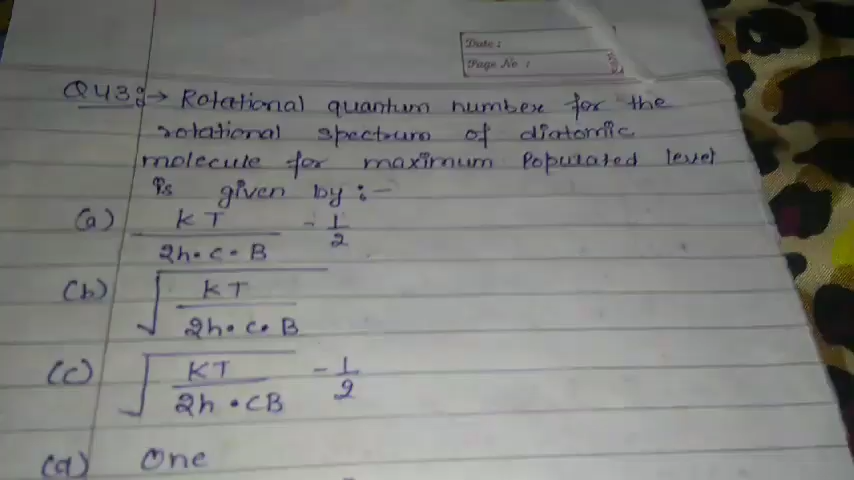 Date :
Page No :
Q43:→ Rotational quantum number for the
rotational spectrum of diatomic
molecule for maximum Populated level
is given by :-
(a) KT / 2h·c·B - 1/2
(b) √(KT / 2h·c·B)
(c) √(KT / 2h·CB) - 1/2
(d) One